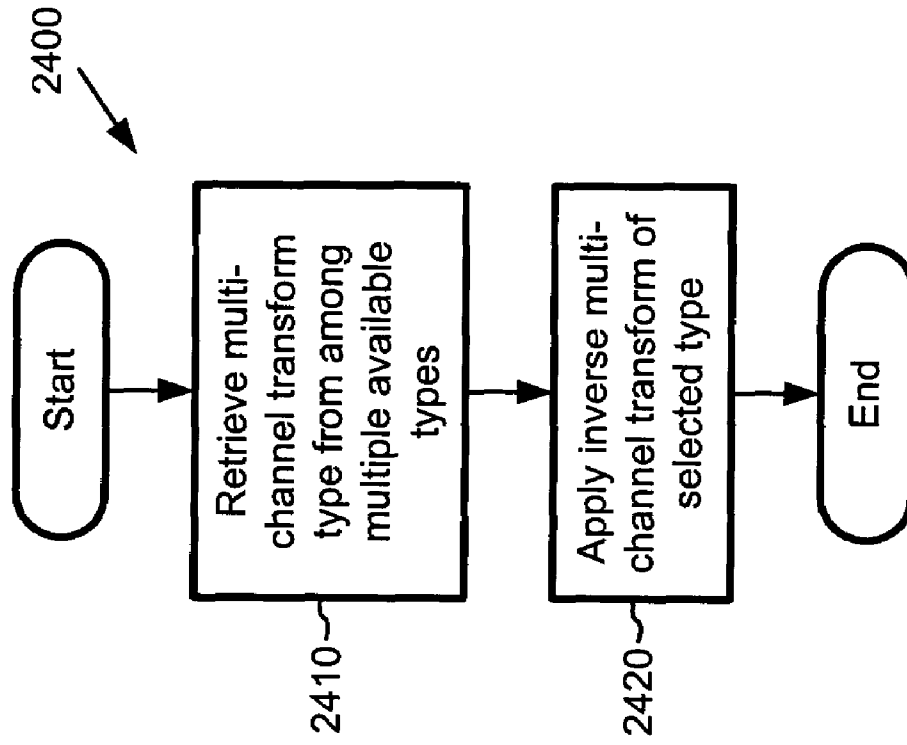 2400
Start
Retrieve multi-
channel transform
type from among
multiple available
types
2410
Apply inverse multi-
channel transform of
selected type
2420
End